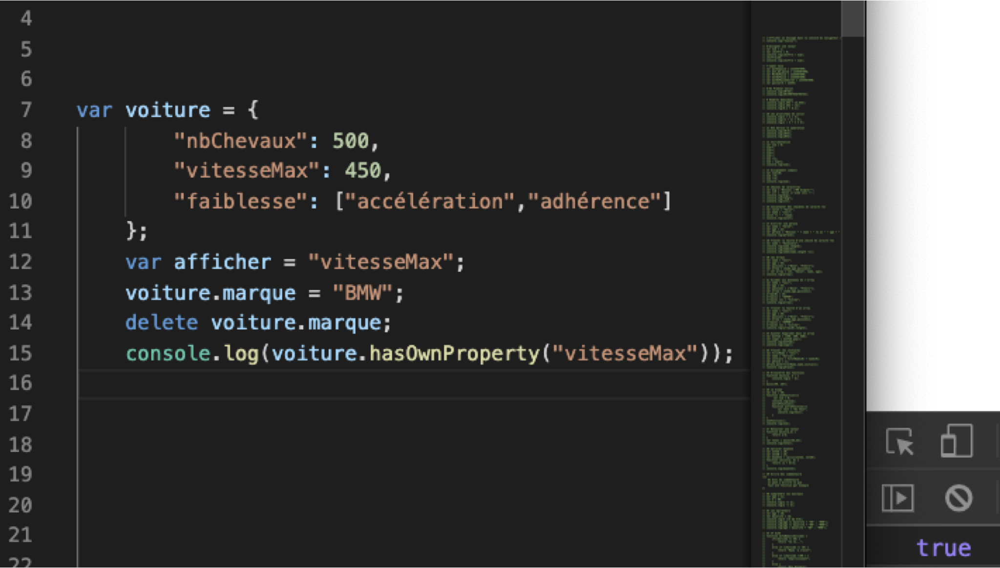 4
5
6
7 var voiture = {
8 "nbChevaux": 500,
9 "vitesseMax": 450,
10 "faiblesse": ["accélération","adhérence"]
11 };
12 var afficher = "vitesseMax";
13 voiture.marque = "BMW";
14 delete voiture.marque;
15 console.log(voiture.hasOwnProperty("vitesseMax"));
16
17
18
19
20
21
22
true